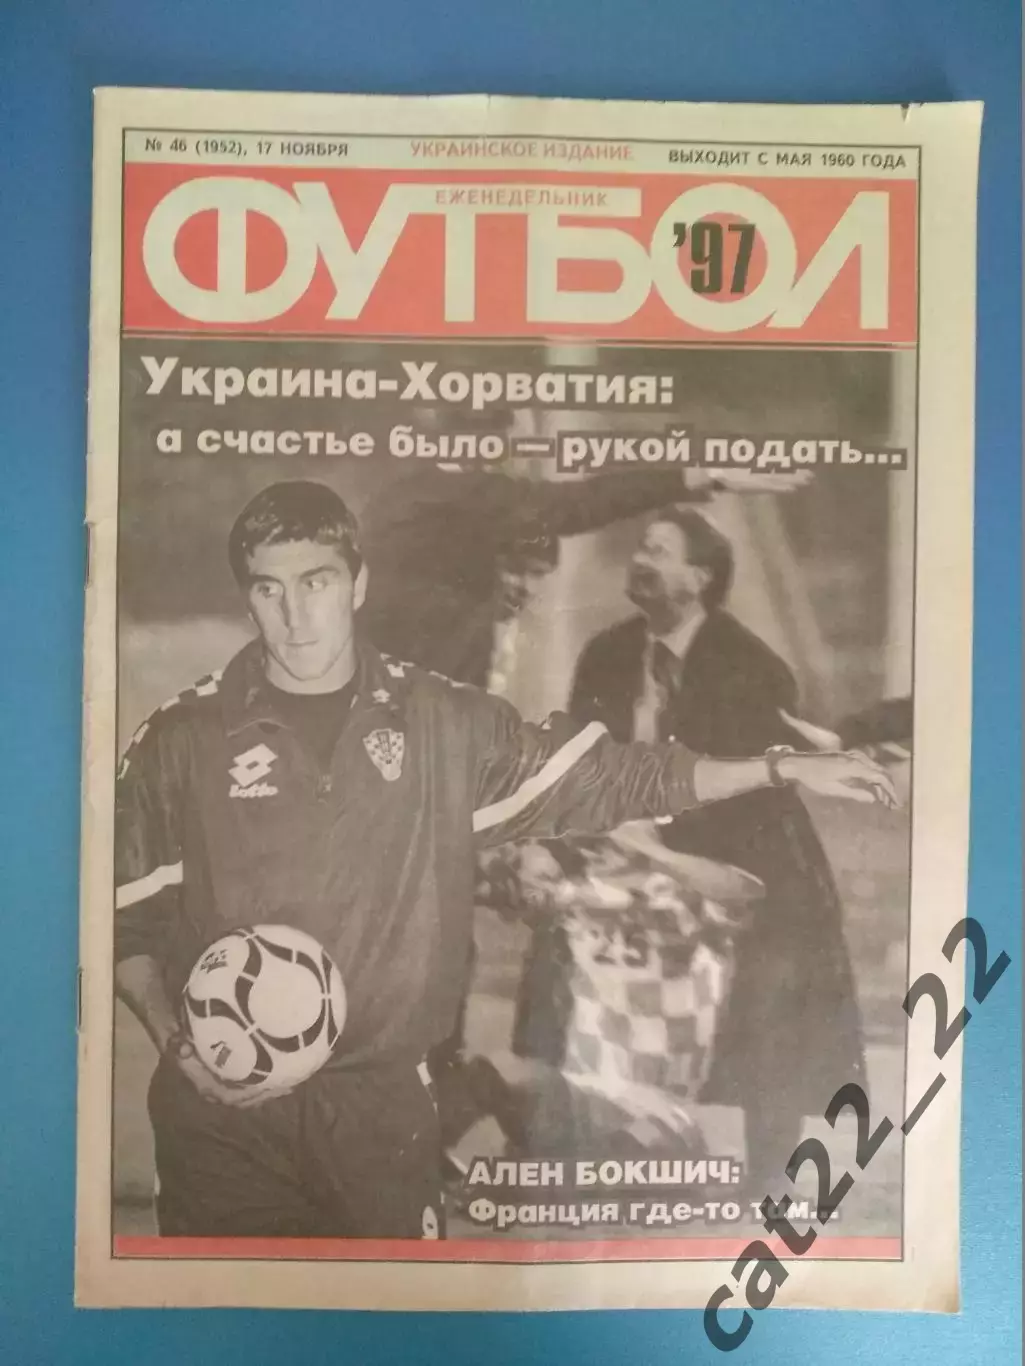 № 46 (1952), 17 НОЯБРЯ
УКРАИНСКОЕ ИЗДАНИЕ
ВЫХОДИТ С МАЯ 1960 ГОДА
ЕЖЕНЕДЕЛЬНИК
ФУТБОЛ
'97
Украина-Хорватия:
а счастье было — рукой подать...
lotto
АЛЕН БОКШИЧ:
Франция где-то там...
cat22_22